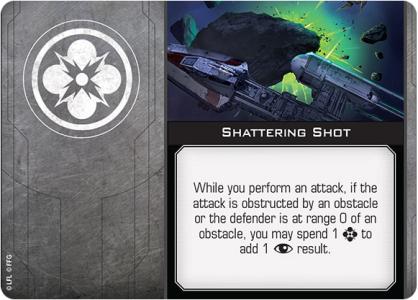 SHATTERING SHOT
While you perform an attack, if the
attack is obstructed by an obstacle
or the defender is at range 0 of an
obstacle, you may spend 1 to
add 1 result.
© LFL © FFG